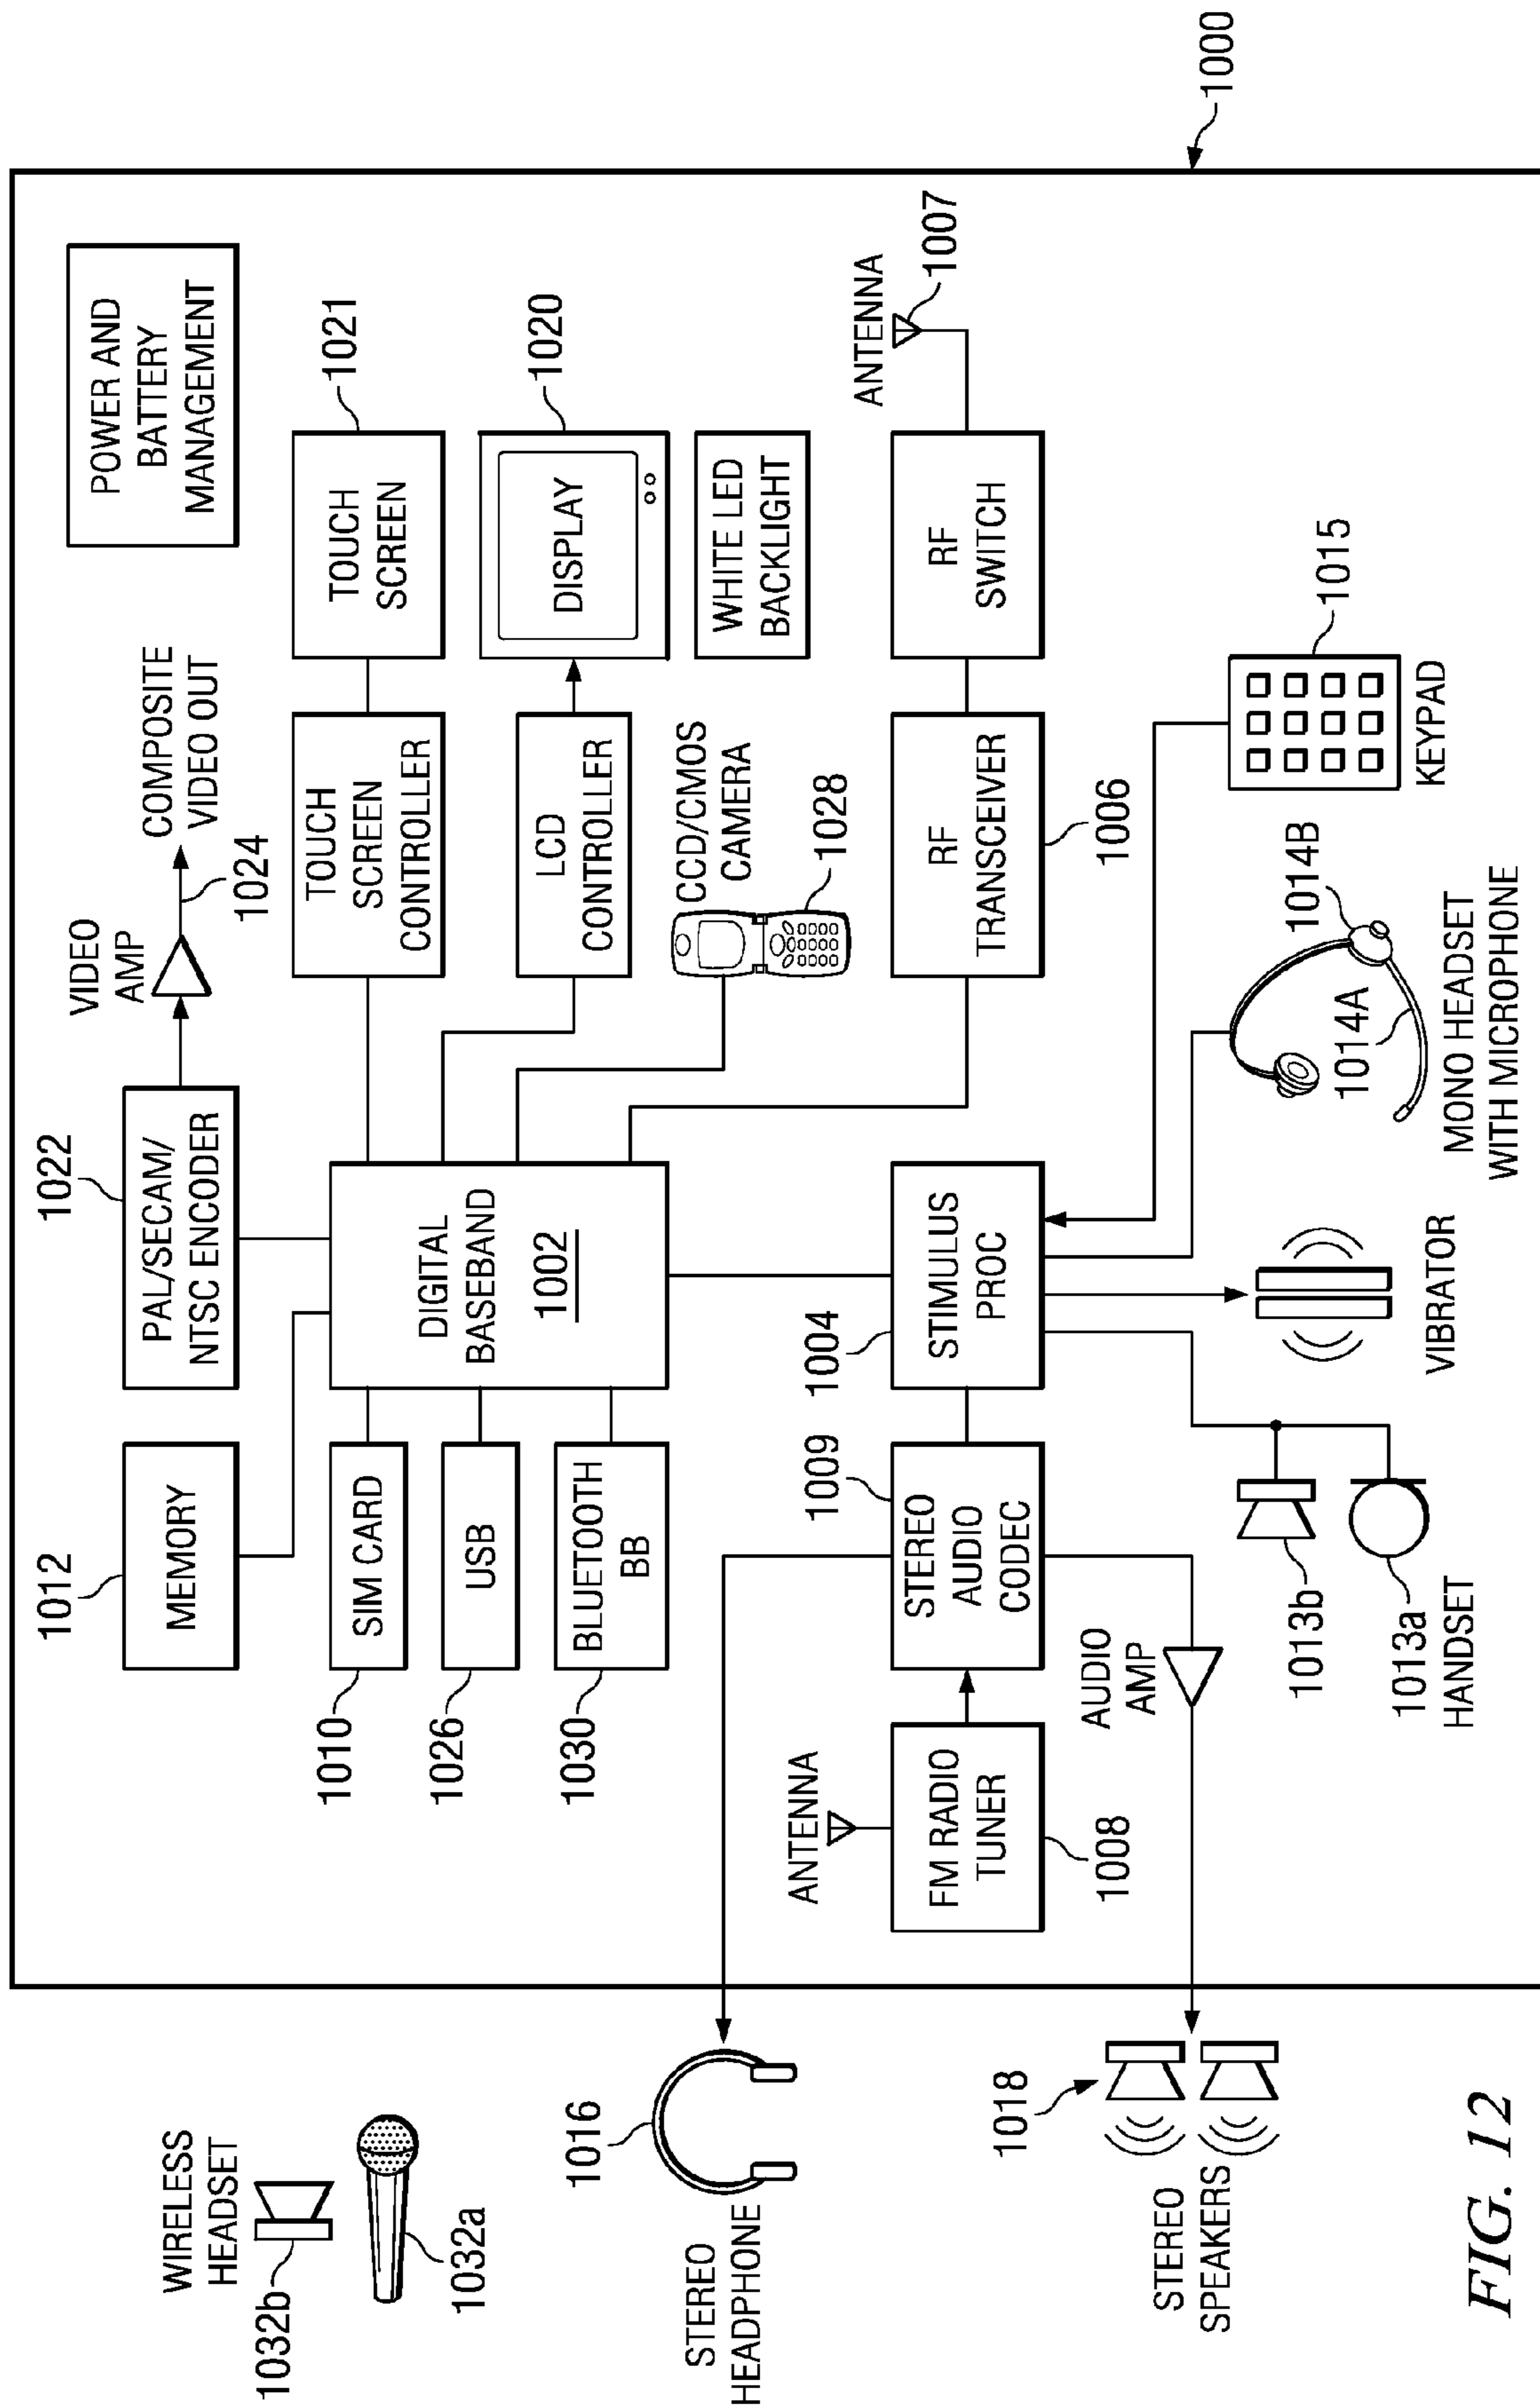 1000
POWER AND
BATTERY
MANAGEMENT
COMPOSITE
VIDEO OUT
VIDEO
AMP
1024
1022
PAL/SECAM/
NTSC ENCODER
1012
MEMORY
TOUCH
SCREEN
1021
TOUCH
SCREEN
CONTROLLER
DISPLAY
1020
LCD
CONTROLLER
WHITE LED
BACKLIGHT
CCD/CMOS
CAMERA
1028
DIGITAL
BASEBAND
1002
SIM CARD
1010
USB
1026
BLUETOOTH
BB
1030
ANTENNA
1007
RF
SWITCH
RF
TRANSCEIVER
1006
STIMULUS
PROC
1004
1009
STEREO
AUDIO
CODEC
ANTENNA
FM RADIO
TUNER
1008
AUDIO
AMP
1015
KEYPAD
1014B
1014A
MONO HEADSET
WITH MICROPHONE
VIBRATOR
1013b
1013a
HANDSET
WIRELESS
HEADSET
1032b
1032a
1016
STEREO
HEADPHONE
1018
STEREO
SPEAKERS
FIG. 12